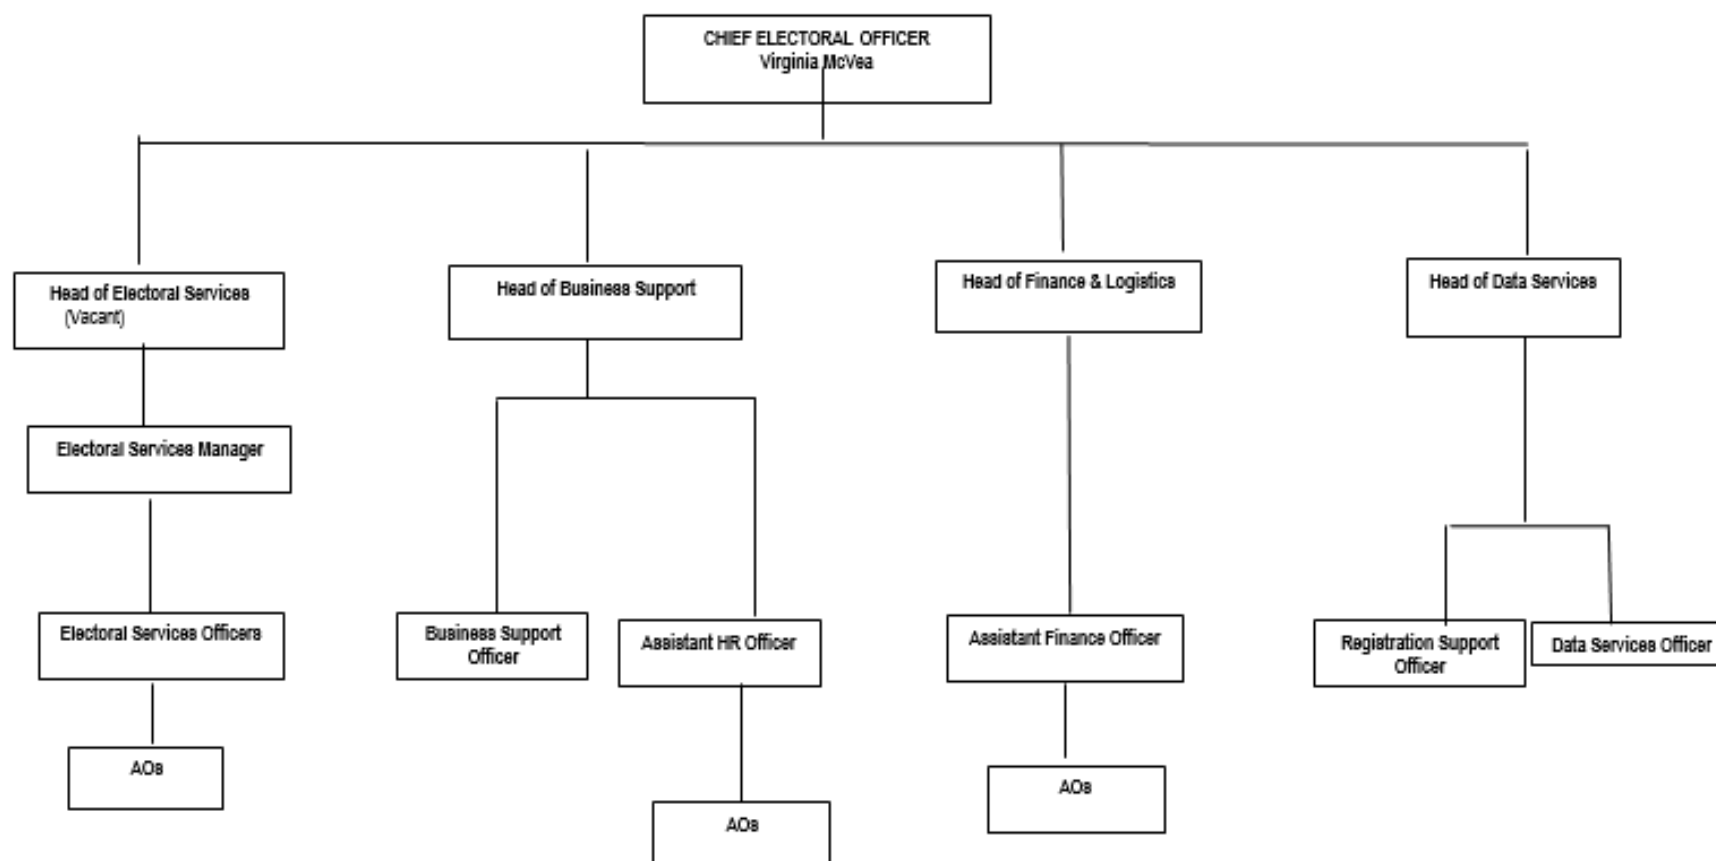 CHIEF ELECTORAL OFFICER
Virginia McVea
Head of Electoral Services
(Vacant)
Head of Business Support
Head of Finance & Logistics
Head of Data Services
Electoral Services Manager
Electoral Services Officers
Business Support
Officer
Assistant HR Officer
Assistant Finance Officer
Registration Support
Officer
Data Services Officer
AOs
AOs
AOs